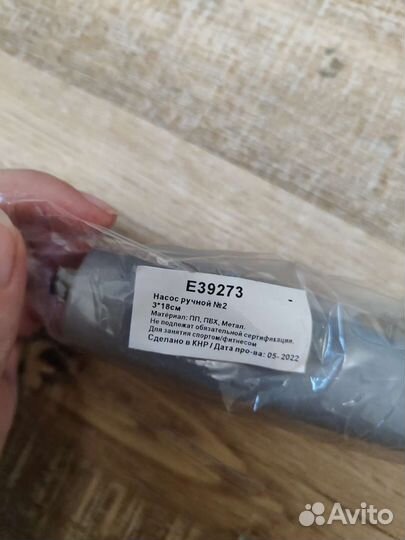 E39273
-
Насос ручной №2
3*18см
Материал: ПП, ПВХ, Метал.
Не подлежат обязательной сертификации.
Для занятия спортом/фитнесом
Сделано в КНР / Дата про-ва: 05-2022
Avito